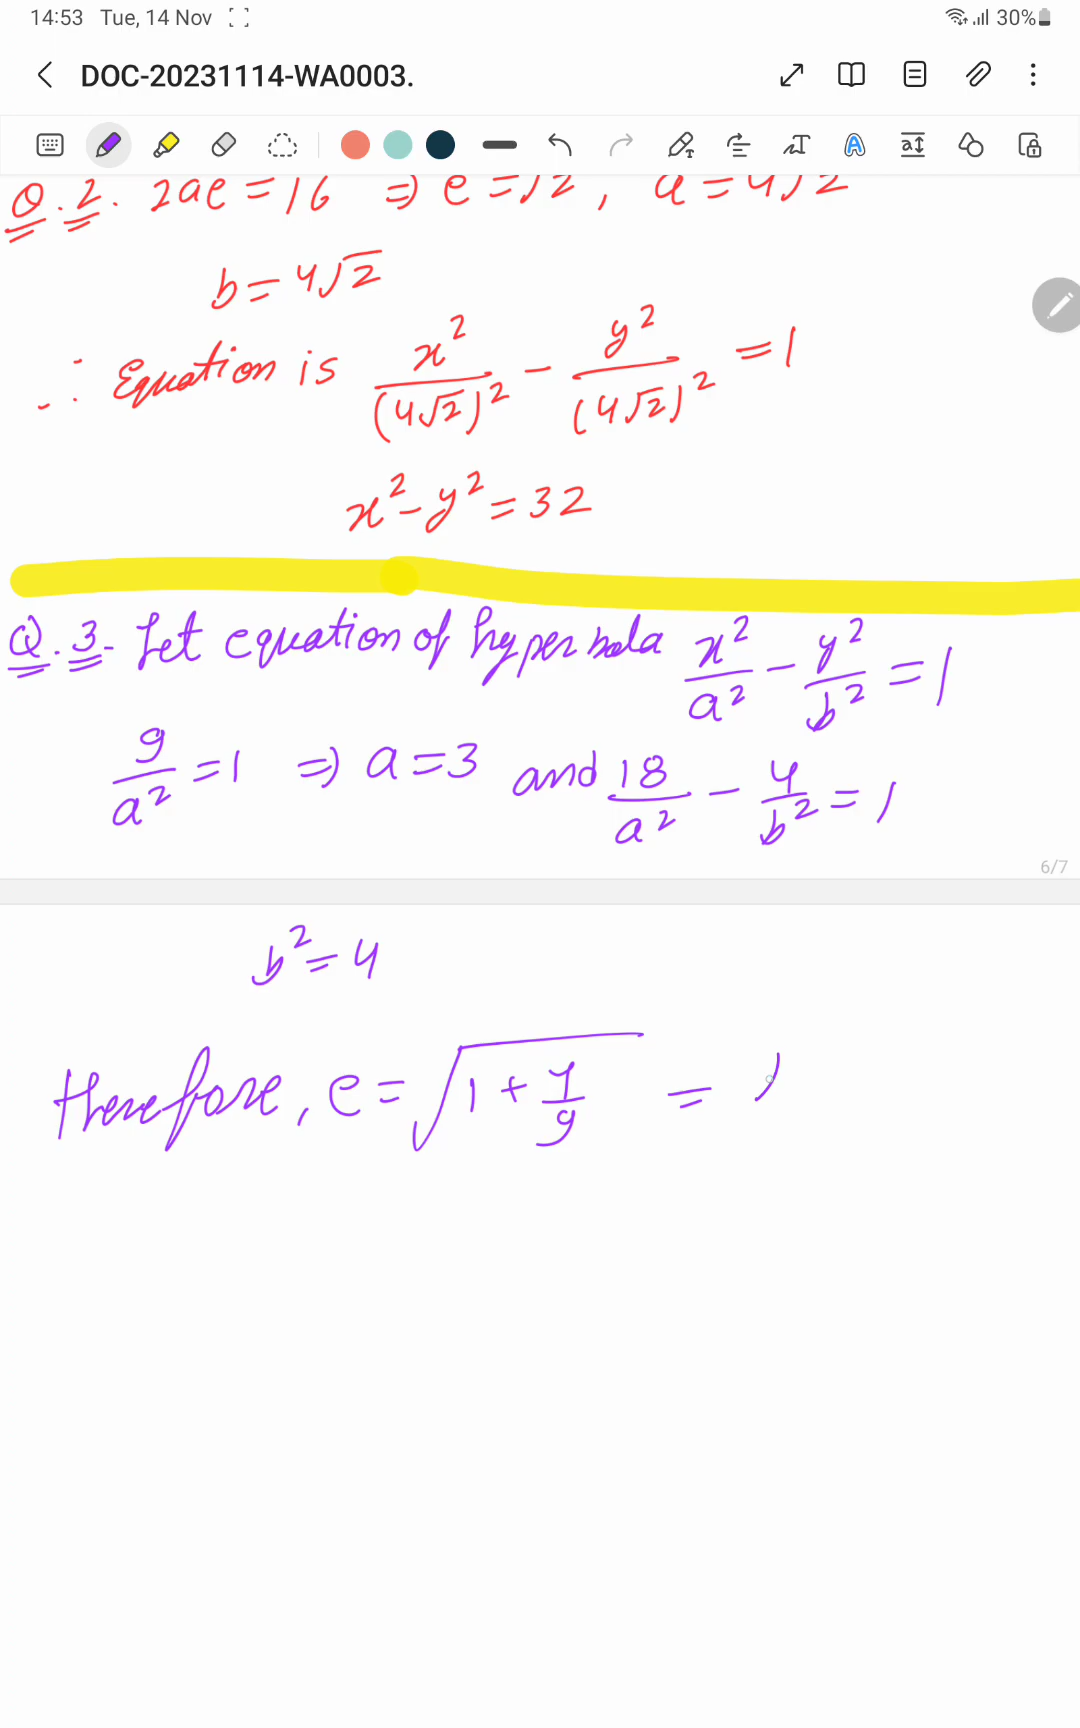 14:53 Tue, 14 Nov 30%
DOC-20231114-WA0003.
Q.2. 2ae = 16 ⇒ e = √2, a = 4√2
b = 4√2
∴ Equation is x²/(4√2)² - y²/(4√2)² = 1
x² - y² = 32
Q.3- Let equation of hyperbola x²/a² - y²/b² = 1
9/a² = 1 ⇒ a = 3 and 18/a² - 4/b² = 1
6/7
b² = 4
Therefore, e = √(1 + 4/9) =